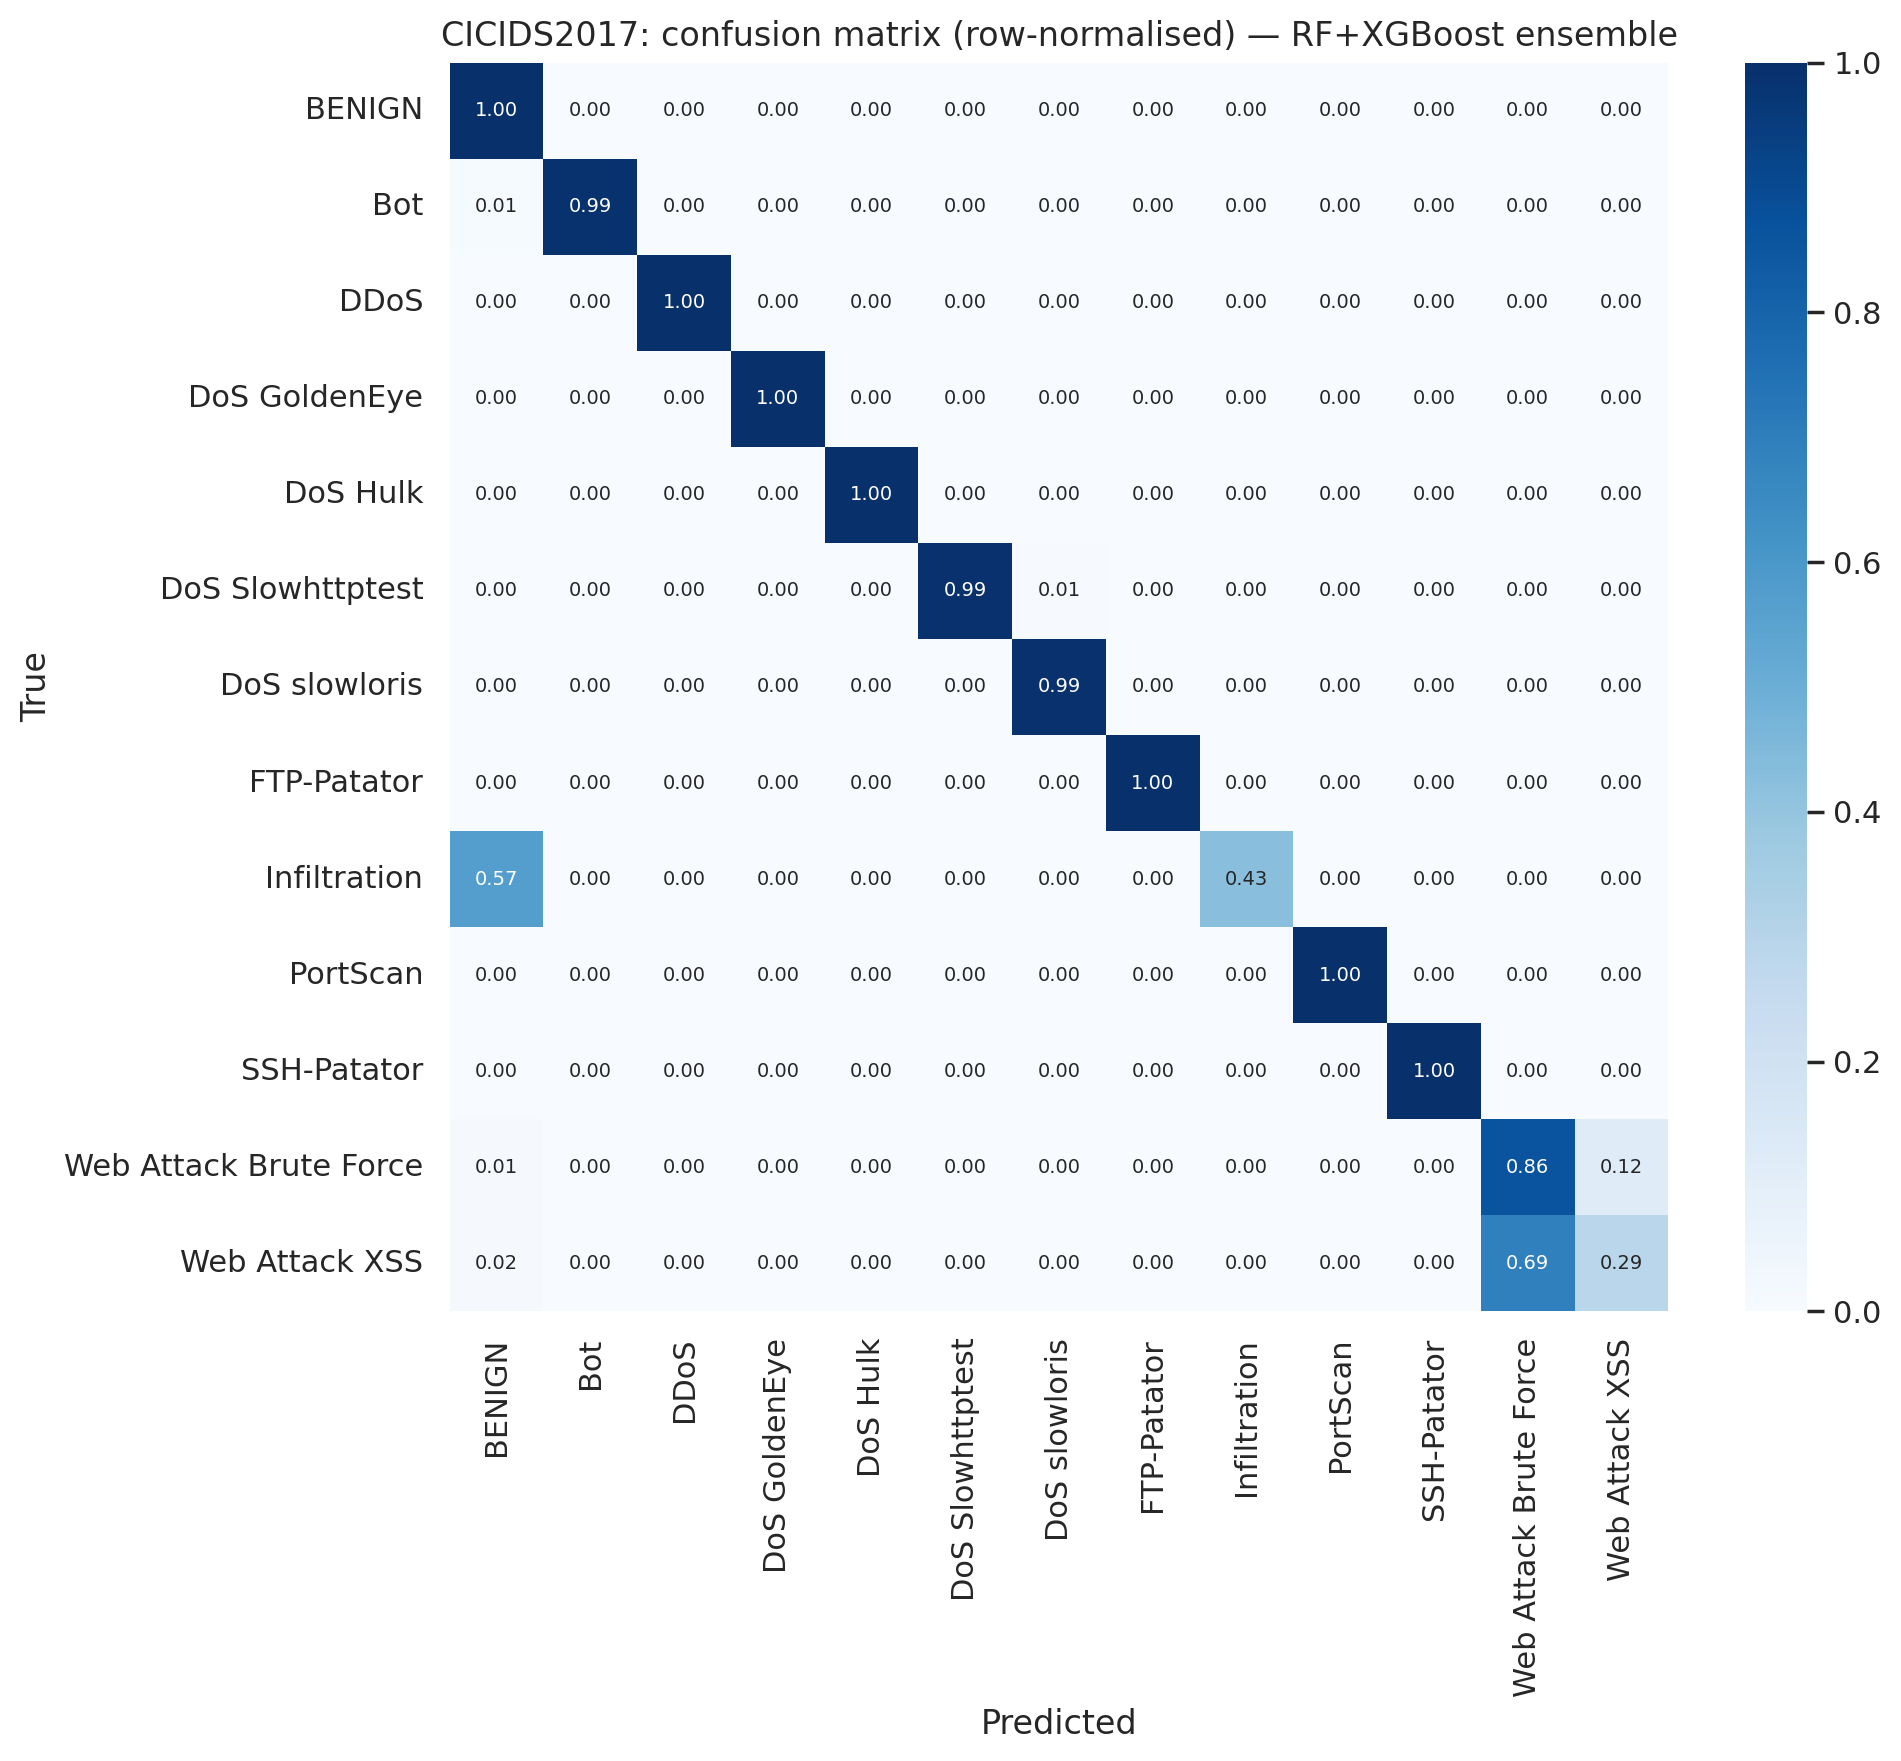 CICIDS2017: confusion matrix (row-normalised) — RF+XGBoost ensemble
BENIGN 1.00 0.00 0.00 0.00 0.00 0.00 0.00 0.00 0.00 0.00 0.00 0.00 0.00
Bot 0.01 0.99 0.00 0.00 0.00 0.00 0.00 0.00 0.00 0.00 0.00 0.00 0.00
DDoS 0.00 0.00 1.00 0.00 0.00 0.00 0.00 0.00 0.00 0.00 0.00 0.00 0.00
DoS GoldenEye 0.00 0.00 0.00 1.00 0.00 0.00 0.00 0.00 0.00 0.00 0.00 0.00 0.00
DoS Hulk 0.00 0.00 0.00 0.00 1.00 0.00 0.00 0.00 0.00 0.00 0.00 0.00 0.00
DoS Slowhttptest 0.00 0.00 0.00 0.00 0.00 0.99 0.01 0.00 0.00 0.00 0.00 0.00 0.00
DoS slowloris 0.00 0.00 0.00 0.00 0.00 0.00 0.99 0.00 0.00 0.00 0.00 0.00 0.00
FTP-Patator 0.00 0.00 0.00 0.00 0.00 0.00 0.00 1.00 0.00 0.00 0.00 0.00 0.00
Infiltration 0.57 0.00 0.00 0.00 0.00 0.00 0.00 0.00 0.43 0.00 0.00 0.00 0.00
PortScan 0.00 0.00 0.00 0.00 0.00 0.00 0.00 0.00 0.00 1.00 0.00 0.00 0.00
SSH-Patator 0.00 0.00 0.00 0.00 0.00 0.00 0.00 0.00 0.00 0.00 1.00 0.00 0.00
Web Attack Brute Force 0.01 0.00 0.00 0.00 0.00 0.00 0.00 0.00 0.00 0.00 0.00 0.86 0.12
Web Attack XSS 0.02 0.00 0.00 0.00 0.00 0.00 0.00 0.00 0.00 0.00 0.00 0.69 0.29
True
BENIGN
Bot
DDoS
DoS GoldenEye
DoS Hulk
DoS Slowhttptest
DoS slowloris
FTP-Patator
Infiltration
PortScan
SSH-Patator
Web Attack Brute Force
Web Attack XSS
Predicted
1.0
0.8
0.6
0.4
0.2
0.0